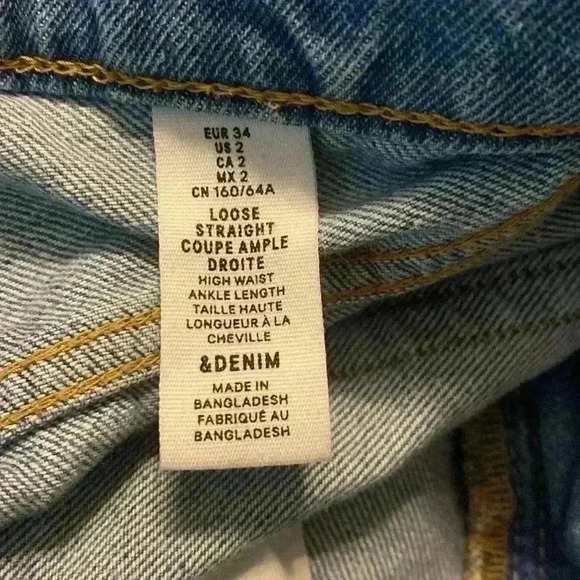 EUR 34
US 2
CA 2
MX 2
CN 160/64A
LOOSE
STRAIGHT
COUPE AMPLE
DROITE
HIGH WAIST
ANKLE LENGTH
TAILLE HAUTE
LONGUEUR À LA
CHEVILLE
&DENIM
MADE IN
BANGLADESH
FABRIQUÉ AU
BANGLADESH